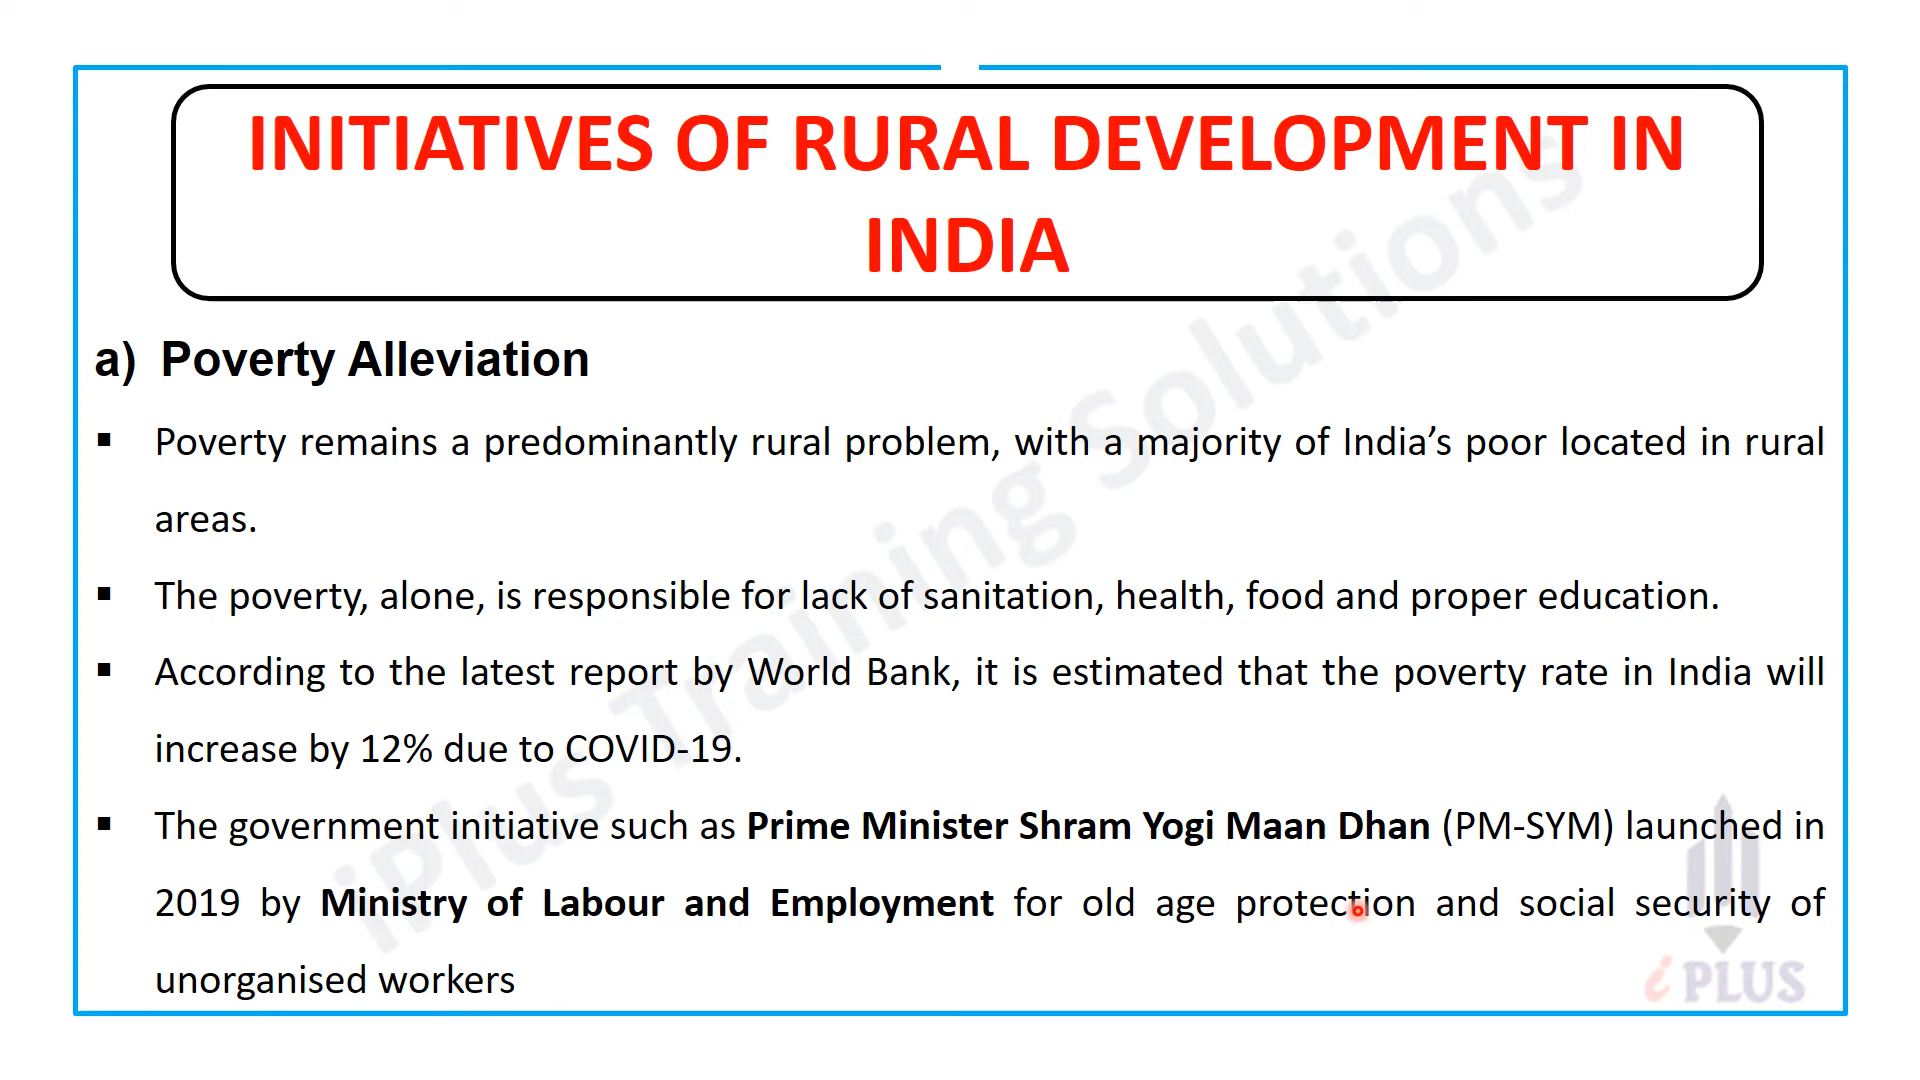 INITIATIVES OF RURAL DEVELOPMENT IN
INDIA
a) Poverty Alleviation
▪ Poverty remains a predominantly rural problem, with a majority of India’s poor located in rural
areas.
▪ The poverty, alone, is responsible for lack of sanitation, health, food and proper education.
▪ According to the latest report by World Bank, it is estimated that the poverty rate in India will
increase by 12% due to COVID-19.
▪ The government initiative such as Prime Minister Shram Yogi Maan Dhan (PM-SYM) launched in
2019 by Ministry of Labour and Employment for old age protection and social security of
unorganised workers
iPlus Training Solutions
i PLUS